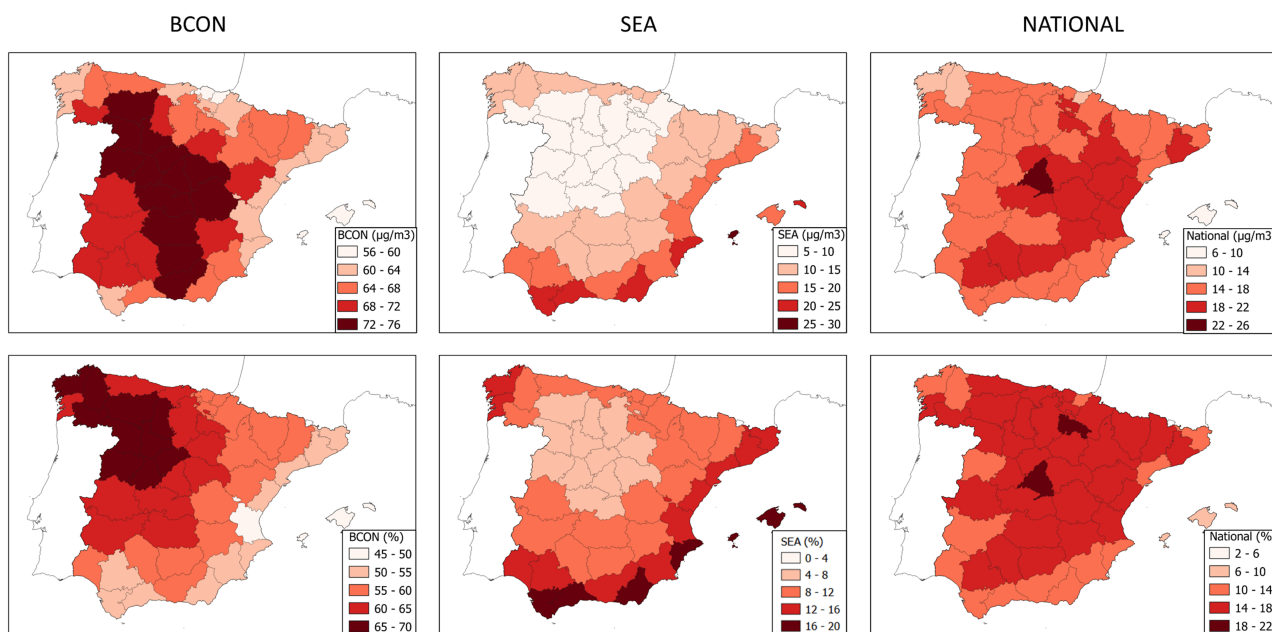 BCON
SEA
NATIONAL
BCON (µg/m3)
56 - 60
60 - 64
64 - 68
68 - 72
72 - 76
SEA (µg/m3)
5 - 10
10 - 15
15 - 20
20 - 25
25 - 30
National (µg/m3)
6 - 10
10 - 14
14 - 18
18 - 22
22 - 26
BCON (%)
45 - 50
50 - 55
55 - 60
60 - 65
65 - 70
SEA (%)
0 - 4
4 - 8
8 - 12
12 - 16
16 - 20
National (%
2 - 6
6 - 10
10 - 14
14 - 18
18 - 22